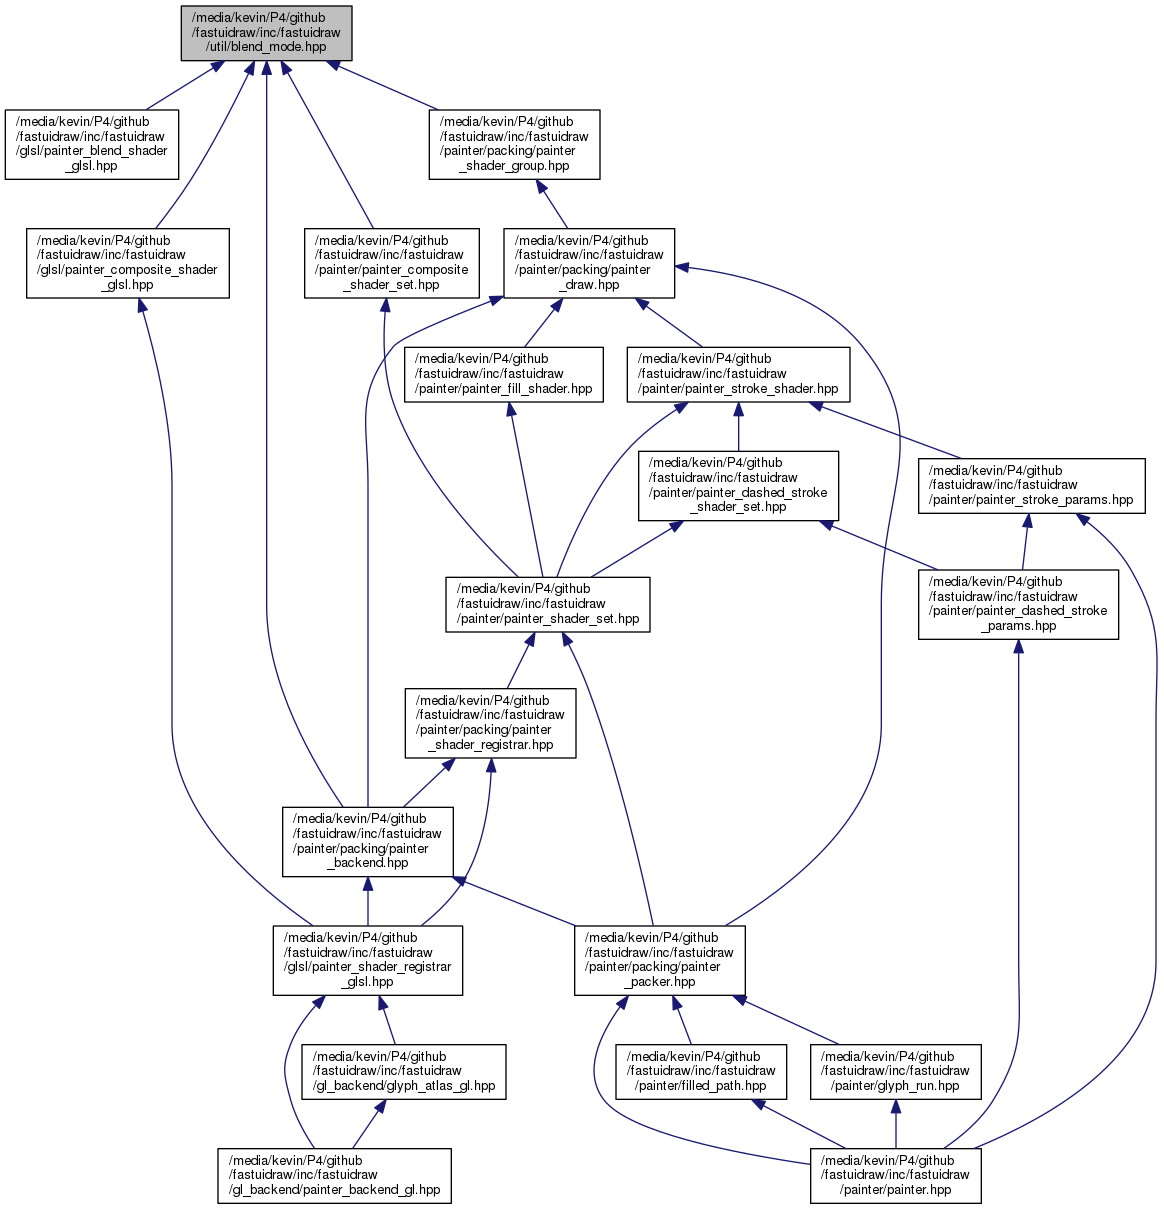 /media/kevin/P4/github
/fastuidraw/inc/fastuidraw
/util/blend_mode.hpp
/media/kevin/P4/github
/fastuidraw/inc/fastuidraw
/glsl/painter_blend_shader
_glsl.hpp
/media/kevin/P4/github
/fastuidraw/inc/fastuidraw
/painter/packing/painter
_shader_group.hpp
/media/kevin/P4/github
/fastuidraw/inc/fastuidraw
/glsl/painter_composite_shader
_glsl.hpp
/media/kevin/P4/github
/fastuidraw/inc/fastuidraw
/painter/painter_composite
_shader_set.hpp
/media/kevin/P4/github
/fastuidraw/inc/fastuidraw
/painter/packing/painter
_draw.hpp
/media/kevin/P4/github
/fastuidraw/inc/fastuidraw
/painter/painter_fill_shader.hpp
/media/kevin/P4/github
/fastuidraw/inc/fastuidraw
/painter/painter_stroke_shader.hpp
/media/kevin/P4/github
/fastuidraw/inc/fastuidraw
/painter/painter_dashed_stroke
_shader_set.hpp
/media/kevin/P4/github
/fastuidraw/inc/fastuidraw
/painter/painter_stroke_params.hpp
/media/kevin/P4/github
/fastuidraw/inc/fastuidraw
/painter/painter_shader_set.hpp
/media/kevin/P4/github
/fastuidraw/inc/fastuidraw
/painter/painter_dashed_stroke
_params.hpp
/media/kevin/P4/github
/fastuidraw/inc/fastuidraw
/painter/packing/painter
_shader_registrar.hpp
/media/kevin/P4/github
/fastuidraw/inc/fastuidraw
/painter/packing/painter
_backend.hpp
/media/kevin/P4/github
/fastuidraw/inc/fastuidraw
/glsl/painter_shader_registrar
_glsl.hpp
/media/kevin/P4/github
/fastuidraw/inc/fastuidraw
/painter/packing/painter
_packer.hpp
/media/kevin/P4/github
/fastuidraw/inc/fastuidraw
/gl_backend/glyph_atlas_gl.hpp
/media/kevin/P4/github
/fastuidraw/inc/fastuidraw
/painter/filled_path.hpp
/media/kevin/P4/github
/fastuidraw/inc/fastuidraw
/painter/glyph_run.hpp
/media/kevin/P4/github
/fastuidraw/inc/fastuidraw
/gl_backend/painter_backend_gl.hpp
/media/kevin/P4/github
/fastuidraw/inc/fastuidraw
/painter/painter.hpp